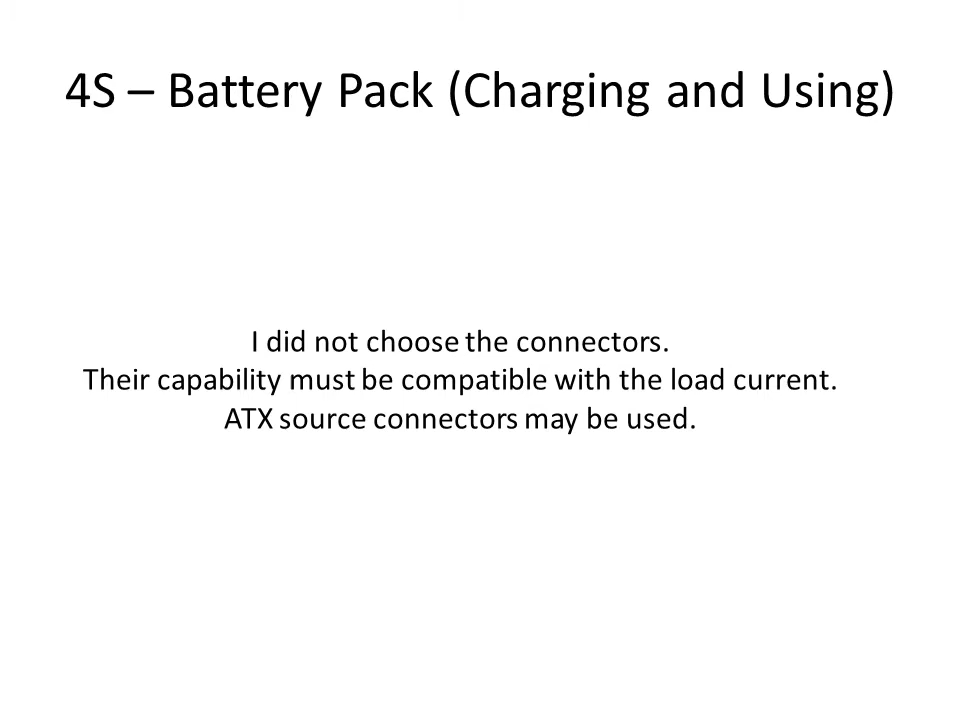 4S – Battery Pack (Charging and Using)
I did not choose the connectors.
Their capability must be compatible with the load current.
ATX source connectors may be used.